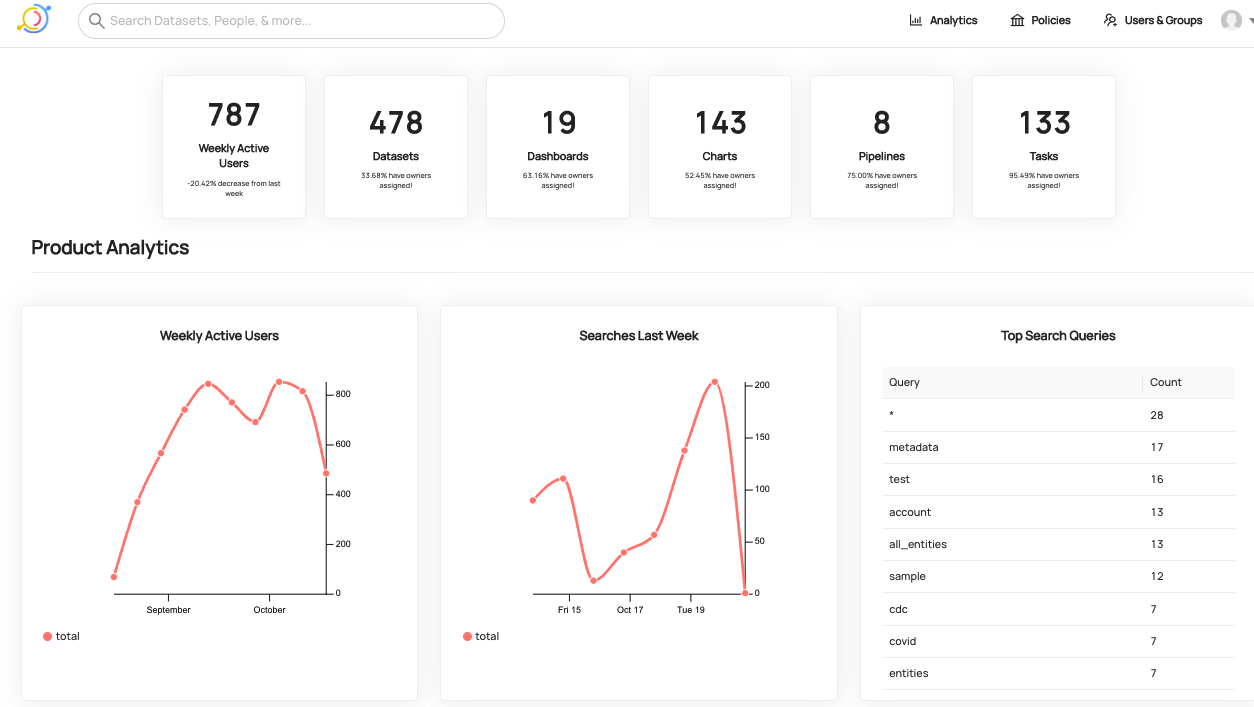 Search Datasets, People, & more...
Analytics
Policies
Users & Groups
787
Weekly Active
Users
-20.42% decrease from last
week
478
Datasets
33.68% have owners
assigned!
19
Dashboards
63.16% have owners
assigned!
143
Charts
52.45% have owners
assigned!
8
Pipelines
75.00% have owners
assigned!
133
Tasks
95.49% have owners
assigned!
Product Analytics
Weekly Active Users
800
600
400
200
0
September
October
total
Searches Last Week
200
150
100
50
0
Fri 15
Oct 17
Tue 19
total
Top Search Queries
Query Count
* 28
metadata 17
test 16
account 13
all_entities 13
sample 12
cdc 7
covid 7
entities 7